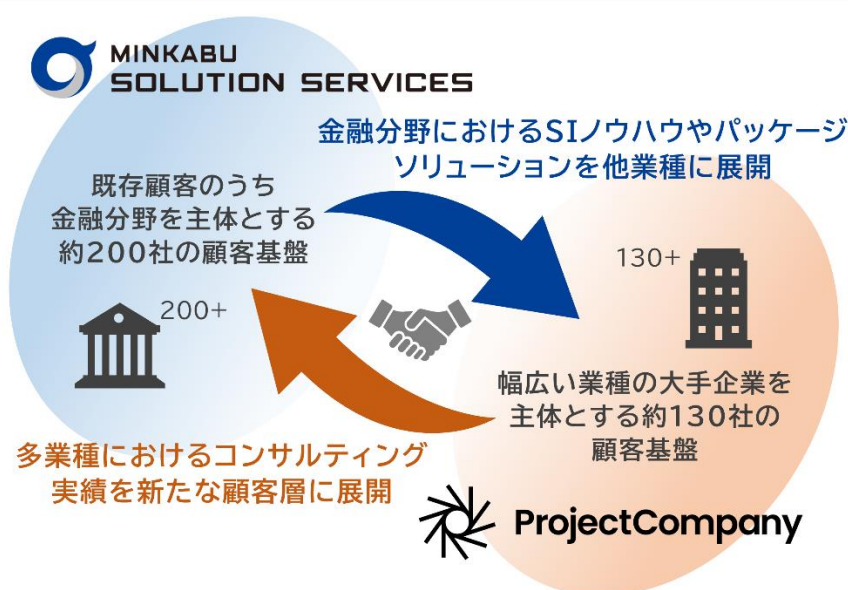 MINKABU
SOLUTION SERVICES
金融分野におけるSIノウハウやパッケージ
ソリューションを他業種に展開
既存顧客のうち
金融分野を主体とする
約200社の顧客基盤
200+
130+
幅広い業種の大手企業を
主体とする約130社の
顧客基盤
多業種におけるコンサルティング
実績を新たな顧客層に展開
ProjectCompany